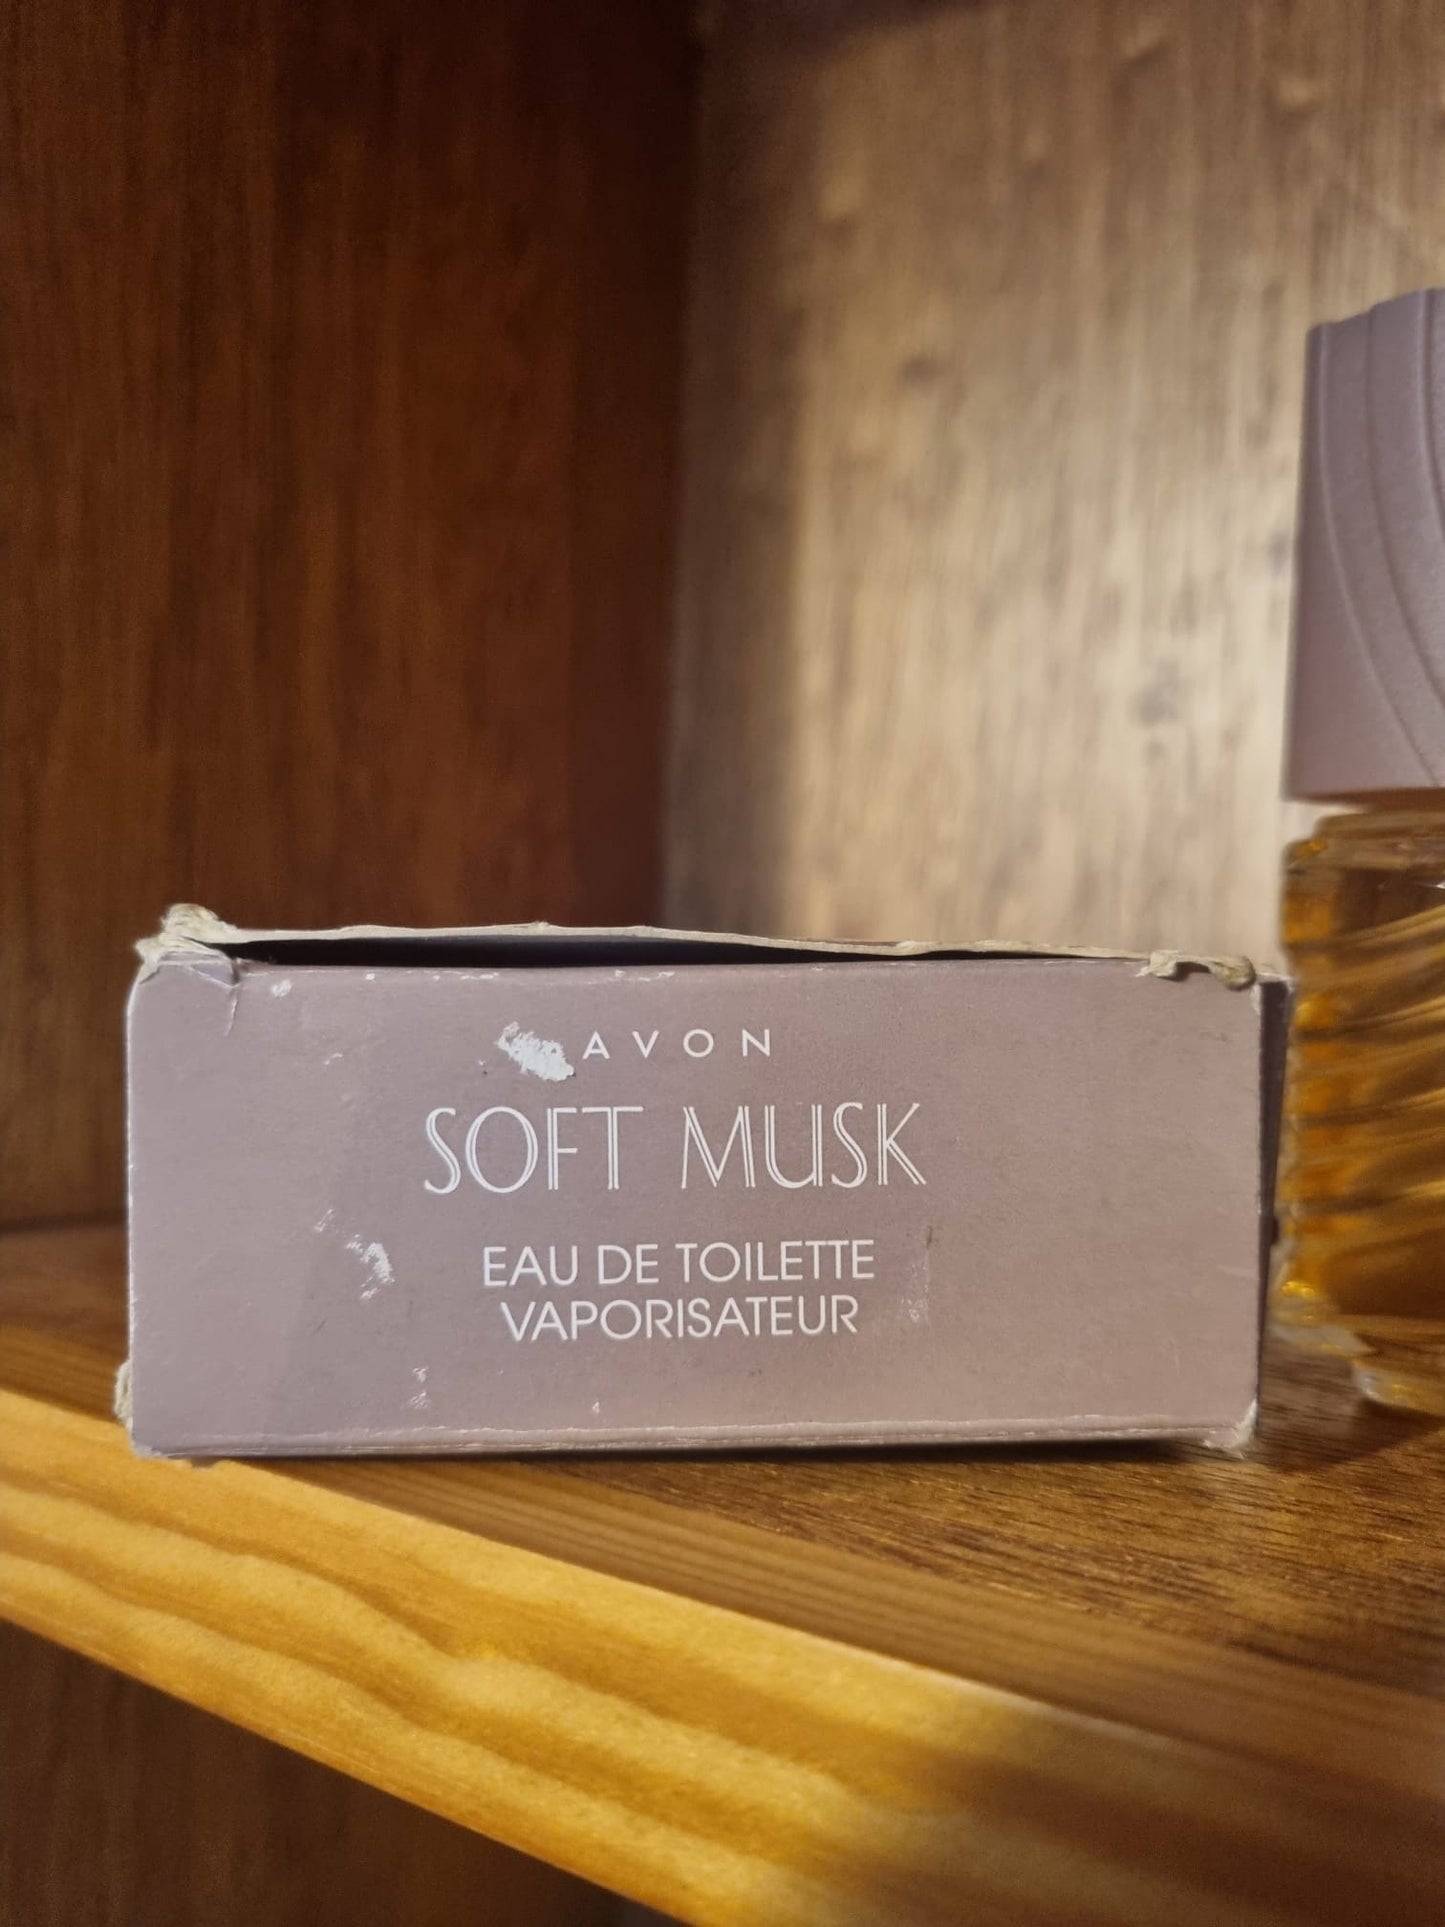 AVON
SOFT MUSK
EAU DE TOILETTE
VAPORISATEUR